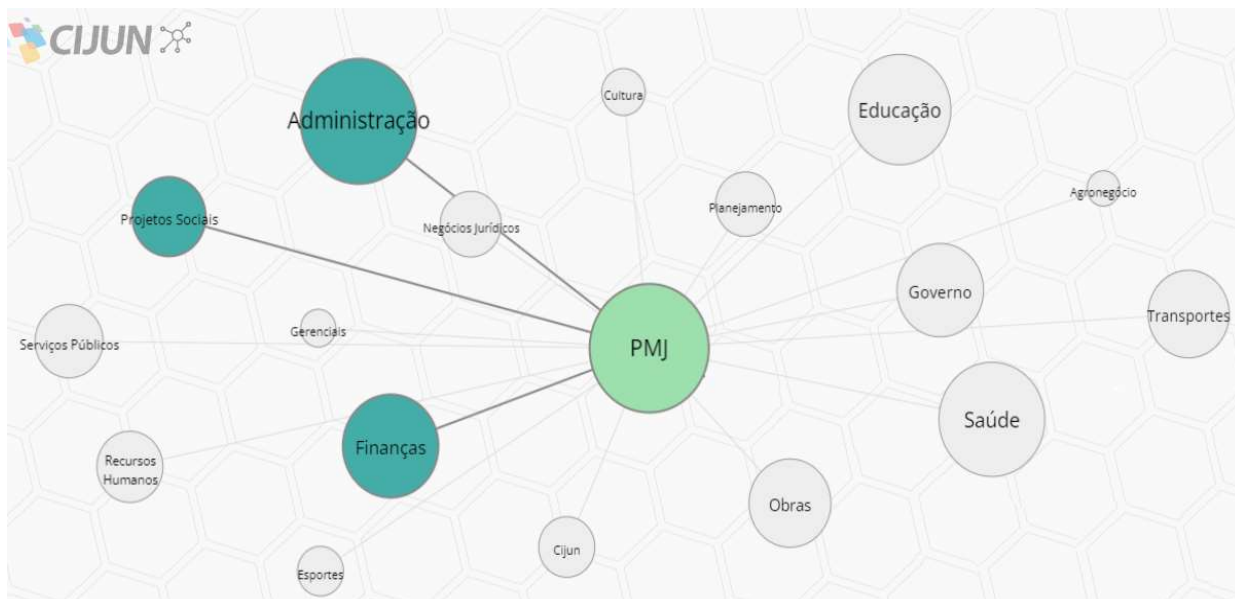 CIJUN
Cultura
Administração
Educação
Agronegócio
Planejamento
Projetos Sociais
Negócios Jurídicos
Governo
Transportes
Gerenciais
Serviços Públicos
PMJ
Saúde
Finanças
Recursos
Humanos
Obras
Cijun
Esportes